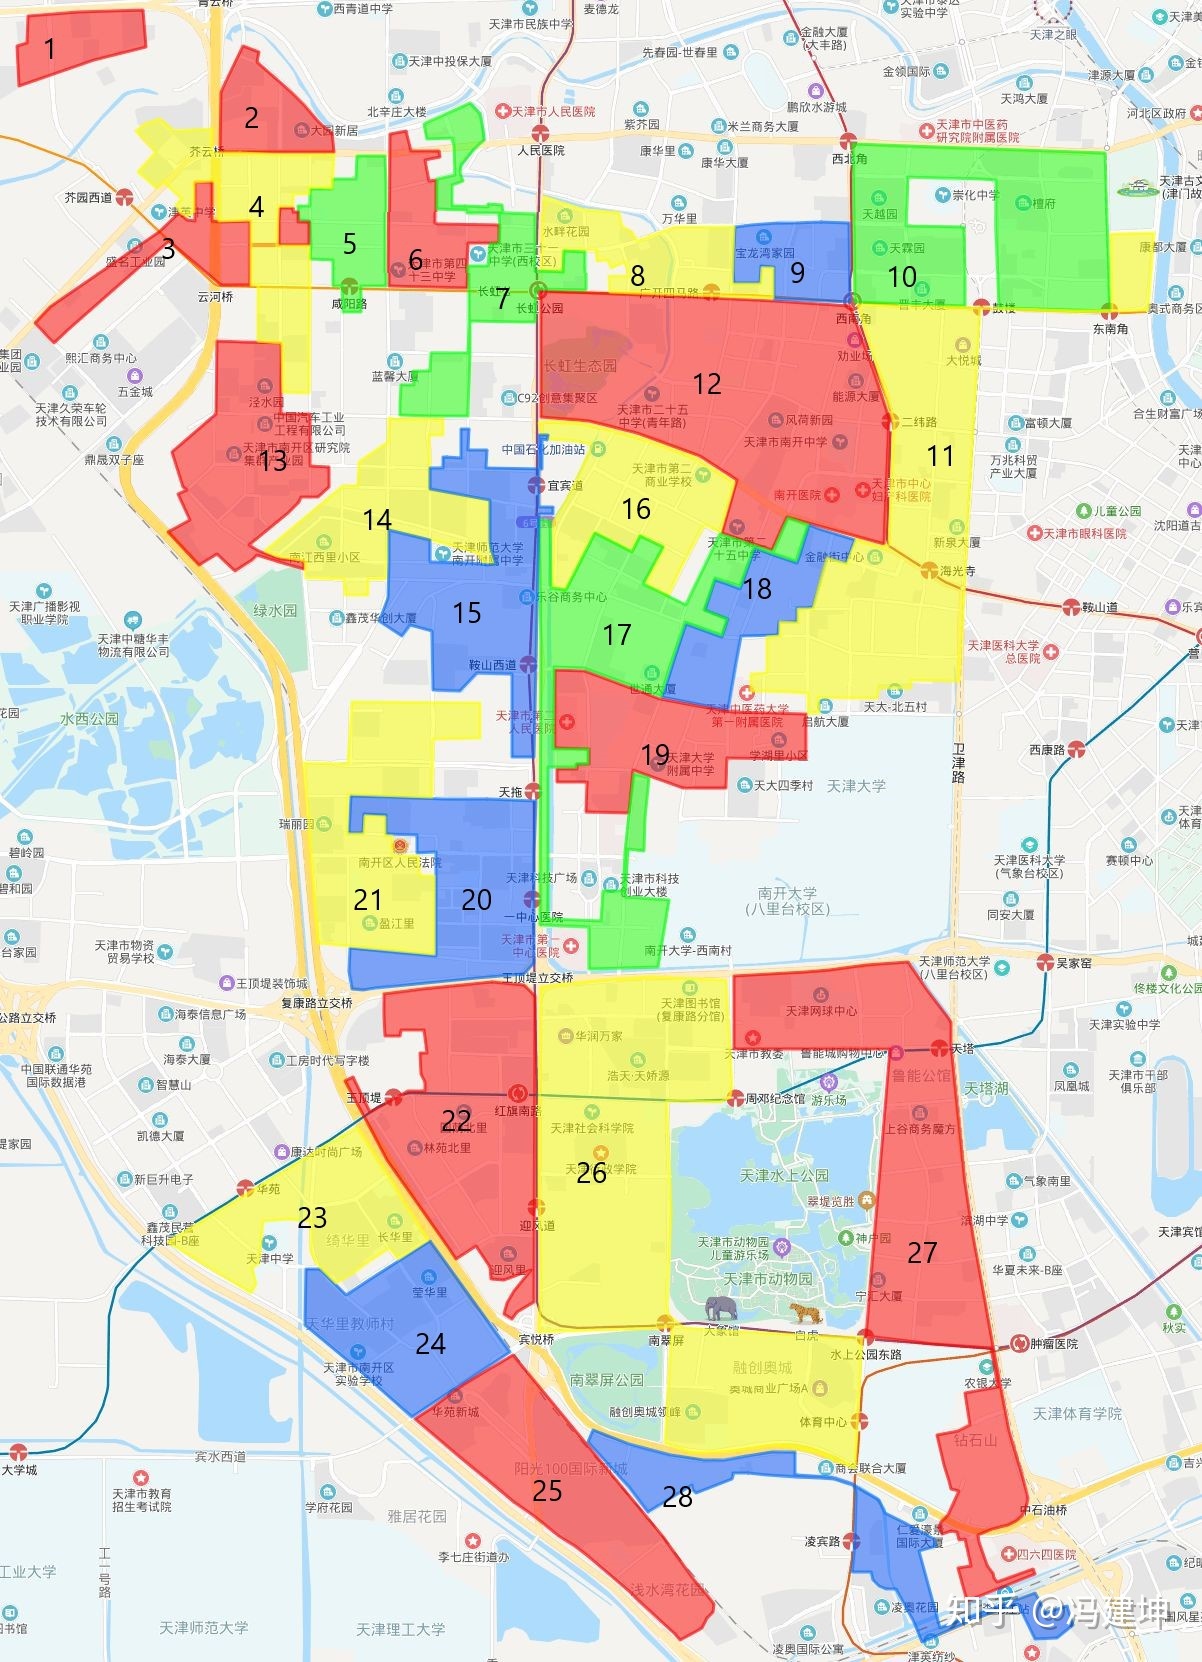 青云桥
西青道中学
天津市民族中学
麦德龙
天津市泰达
实验中学
天津之眼
金融大厦
(大丰路)
先春园-世春里
天津中投保大厦
金领国际
津源大厦
天鸿大厦
鹏欣水游城
北辛庄大楼
天津市人民医院
紫芥园
米兰商务大厦
天津市中医药
研究院附属医院
河北区政府
1
2
大园新居
芥云桥
人民医院
康华里
康华大厦
西北角
芥园西道
4
万华里
天越园
崇化中学
檀府
天津古文
(津门故
3
盛名工业园
5
6
天津市第四
十三中学
天津市三十一
中学(西校区)
水畔花园
8
广开四马路
宝龙湾家园
9
天霖园
10
康都大厦
云河桥
咸阳路
7
长虹公园
西南角
鼓楼
东南角
奥式商务区
熙汇商务中心
五金城
蓝馨大厦
长虹生态园
12
劝业场
大悦城
天津久荣车轮
技术有限公司
泾水园
C92创意集聚区
天津市二十五
中学(青年路)
能源大厦
合生财富广场
中国汽车工业
工程有限公司
风荷新园
二纬路
富顿大厦
鼎晟双子座
天津市南开区研究院
13
中国石化加油站
天津市南开中学
11
万兆科贸
产业大厦
天津市第二
商业学校
宜宾道
南开医院
天津市中心
妇产科医院
儿童公园
14
16
沈阳道古
天津市眼科医院
南江西里小区
天津师范大学
南开附属中学
天津市第二
十五中学
金融街中心
新泉大厦
海光寺
天津广播影视
职业学院
绿水园
乐谷商务中心
18
鞍山道
天津中糖华丰
物流有限公司
鑫茂华创大厦
15
17
天津医科大学
总医院
鞍山西道
世通大厦
水西公园
天津中医药大学
第一附属医院
启航大厦
天大-北五村
19
天津大学
附属中学
学湖里小区
西康路
卫津路
天拖
天大四季村
天津大学
瑞丽园
碧岭园
南开区人民法院
天津医科大学
(气象台校区)
赛顿中心
碧和园
21
20
天津科技广场
天津市科技
创业大楼
南开大学
(八里台校区)
同安大厦
盈江里
一中心医院
天津市物资
贸易学校
天津市第一
中心医院
南开大学-西南村
天津师范大学
(八里台校区)
吴家窑
王顶堤装饰城
复康路立交桥
王顶堤立交桥
天津图书馆
(复康路分馆)
佟楼文化公园
海泰信息广场
天津网球中心
天津实验中学
海泰大厦
工房时代写字楼
华润万家
天津市教委
鲁能城购物中心
天塔
中国联通华苑
国际数据港
智慧山
浩天·天娇源
鲁能公馆
天塔湖
凤凰城
天津市干部
俱乐部
王顶堤
红旗南路
周邓纪念馆
游乐场
凯德大厦
22
林苑北里
天津社会科学院
上谷商务魔方
康达时尚广场
26
天津水上公园
新巨升电子
华苑
翠堤览胜
气象南里
鑫茂民营
科技园-B座
23
绮华里
长华里
迎风道
神户园
滨湖中学
天津中学
天津市动物园
儿童游乐场
27
华夏未来-B座
迎风里
天津市动物园
莹华里
宁汇大厦
天华里教师村
24
宾悦桥
南翠屏
大象馆
白虎
水上公园东路
肿瘤医院
秋实
天津市南开区
实验学校
南翠屏公园
融创奥城
农银大学
奥城商业广场A
华苑新城
融创奥城领峰
体育中心
天津体育学院
钻石山
宾水西道
大学城
阳光100国际新城
25
商会联合大厦
天津市教育
招生考试院
学府花园
28
中石油桥
雅居花园
仁爱濠景
国际大厦
李七庄街道办
凌宾路
四六四医院
工业大学
工一号路
浅水湾花园
凌奥花园
天津师范大学
天津理工大学
凌奥国际公寓
津英纺纱
知乎 @冯建坤